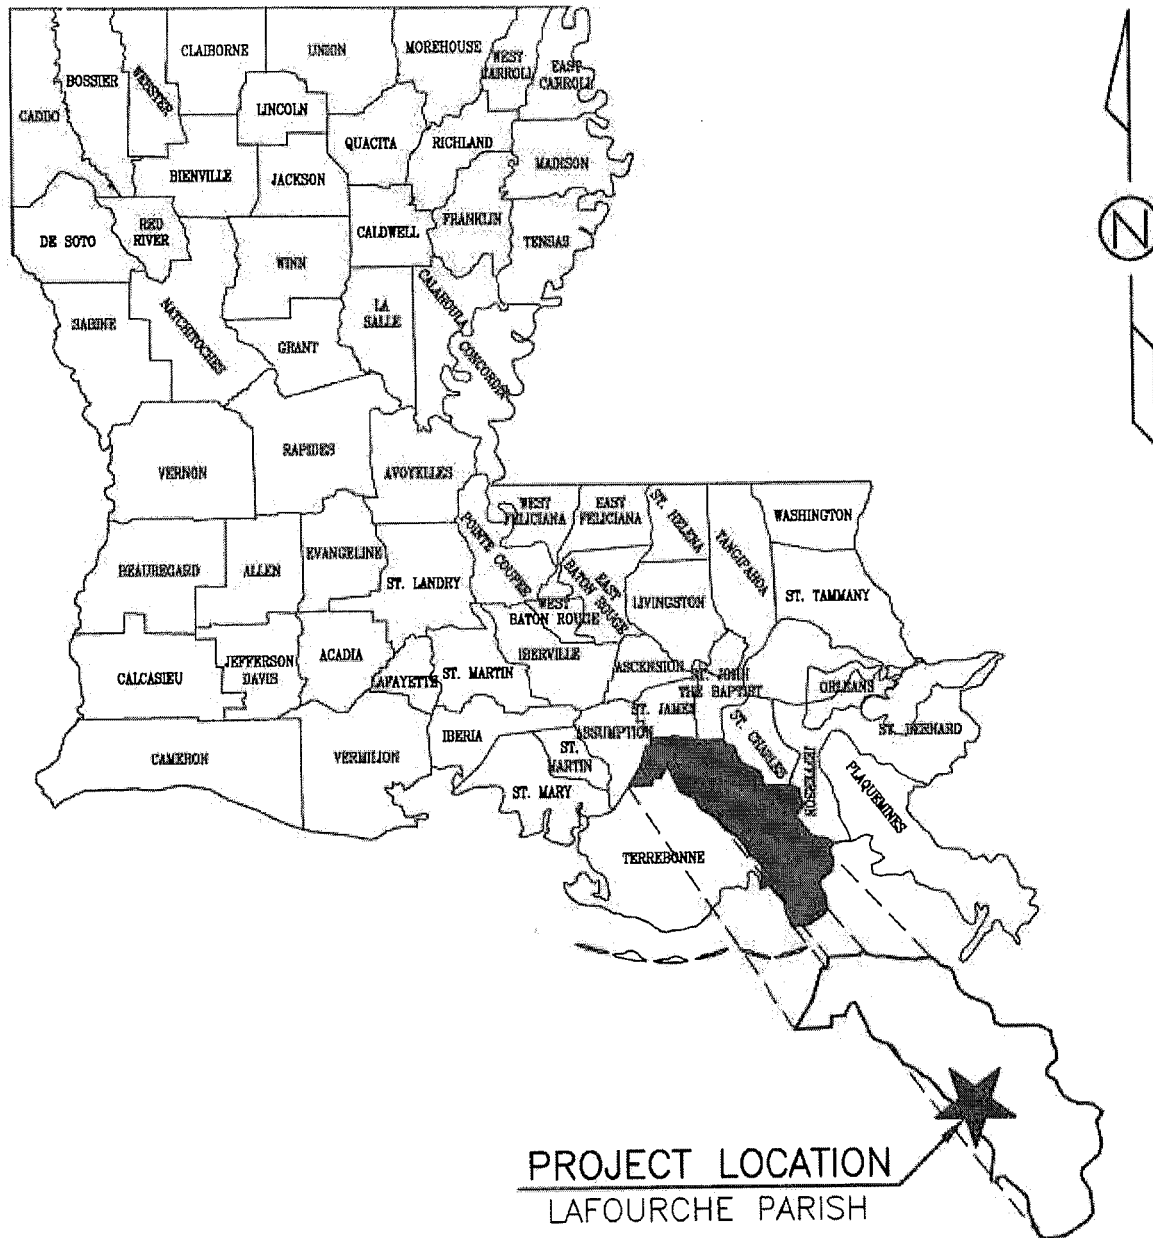 CLAIBORNE
UNION
MOREHOUSE
WEST
CARROLL
EAST
CARROLL
BOSSIER
WEBSTER
CADDO
LINCOLN
QUACITA
RICHLAND
MADISON
BIENVILLE
JACKSON
FRANKLIN
DE SOTO
RED
RIVER
CALDWELL
TENSAS
WINN
SABINE
NATCHITOCHES
LA
SALLE
CALAHOULA
CONCORDIA
GRANT
RAPIDES
VERNON
AVOYELLES
WEST
FELICIANA
EAST
FELICIANA
ST. HELENA
TANGIPAHOA
WASHINGTON
POINTE COUPEE
EVANGELINE
BEAUREGARD
ALLEN
ST. LANDRY
EAST
BATON ROUGE
WEST
BATON ROUGE
LIVINGSTON
ST. TAMMANY
CALCASIEU
JEFFERSON
DAVIS
ACADIA
LAFAYETTE
ST. MARTIN
IBERVILLE
ASCENSION
ST. JOHN
THE BAPTIST
ORLEANS
ST. JAMES
ST. BERNARD
CAMERON
VERMILION
IBERIA
ASSUMPTION
ST.
MARTIN
ST. MARY
ST. CHARLES
PLAQUEMINES
TERREBONNE
N
PROJECT LOCATION
LAFOURCHE PARISH